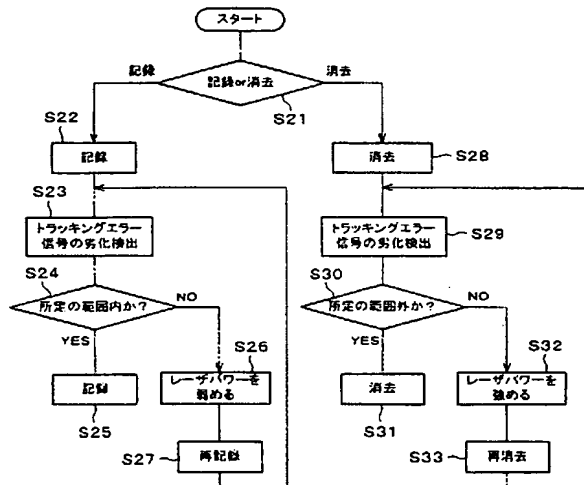 スタート
記録
記録or消去
消去
S21
S22
記録
消去
S28
S23
トラッキングエラー
信号の劣化検出
トラッキングエラー
信号の劣化検出
S29
S24
所定の範囲内か?
NO
YES
S30
所定の範囲外か?
NO
YES
記録
S25
S26
レーザパワーを
弱める
消去
S31
S32
レーザパワーを
強める
S27
再記録
S33
再消去